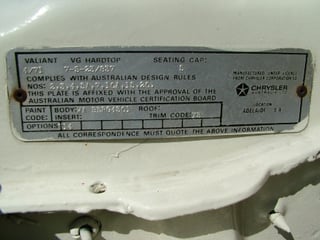 VALIANT VG HARDTOP SEATING CAP: 5
COMPLIES WITH AUSTRALIAN DESIGN RULES
NOS:
THIS PLATE IS AFFIXED WITH THE APPROVAL OF THE
AUSTRALIAN MOTOR VEHICLE CERTIFICATION BOARD
PAINT BODY: ROOF:
CODE: INSERT: TRIM CODE:
OPTIONS:
ALL CORRESPONDENCE MUST QUOTE THE ABOVE INFORMATION
MANUFACTURED UNDER LICENCE
FROM CHRYSLER CORPORATION
CHRYSLER
AUSTRALIA
LOCATION
ADELAIDE S A